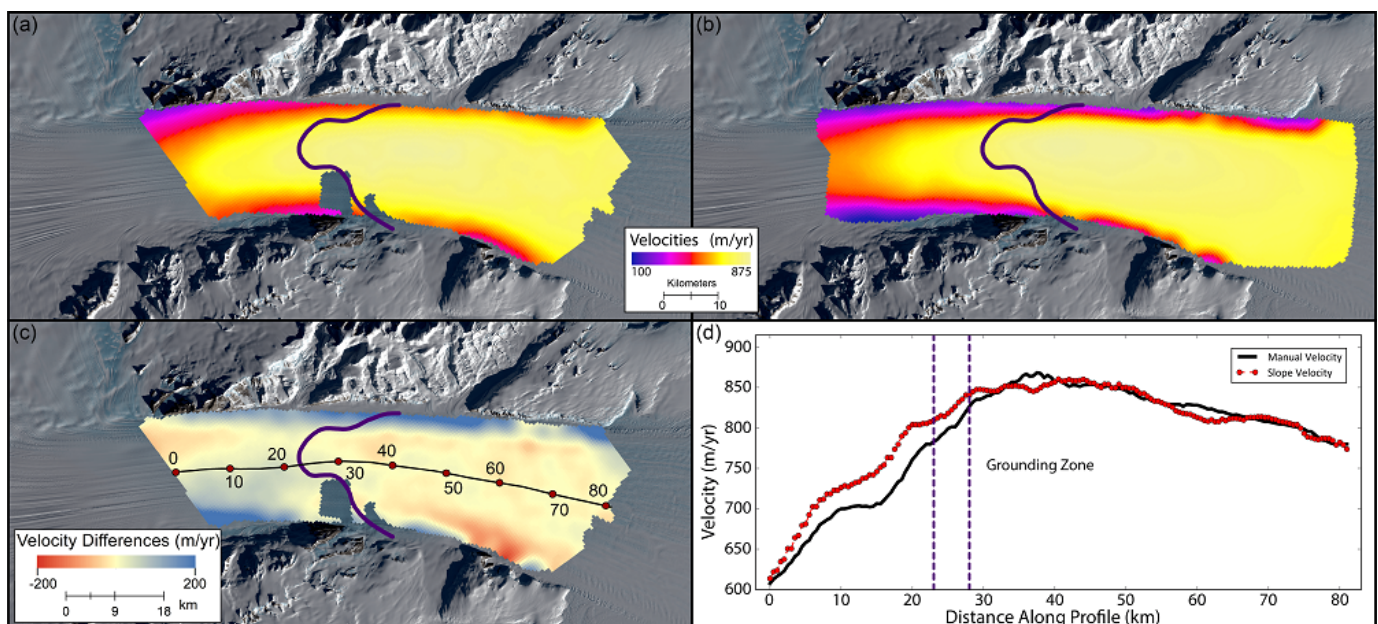 (a)
(b)
Velocities (m/yr)
100 875
Kilometers
0 10
(c)
0
10
20
30
40
50
60
70
80
Velocity Differences (m/yr)
-200 200
0 9 18 km
(d)
900
850
800
750
700
650
600
Velocity (m/yr)
Manual Velocity
Slope Velocity
Grounding Zone
0 10 20 30 40 50 60 70 80
Distance Along Profile (km)